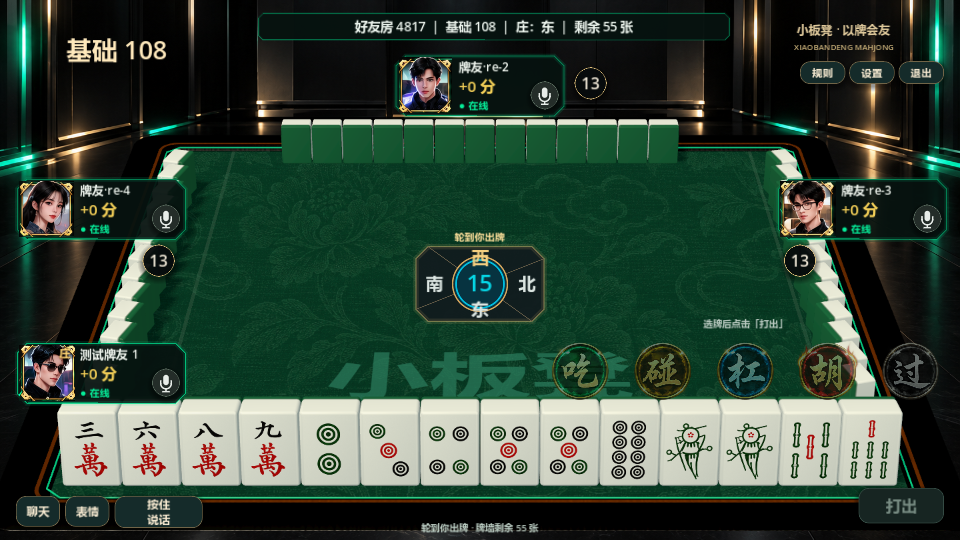 基础 108
好友房 4817 | 基础 108 | 庄: 东 | 剩余 55 张
小板凳 · 以牌会友
XIAOBANDENG MAHJONG
规则
设置
退出
牌友·re-2
+0 分
在线
13
牌友·re-4
+0 分
在线
13
牌友·re-3
+0 分
在线
13
轮到你出牌
西
南
15
北
东
选牌后点击「打出」
庄
测试牌友 1
+0 分
在线
小板凳
吃
碰
杠
胡
过
三萬
六萬
八萬
九萬
聊天
表情
按住
说话
轮到你出牌 · 牌墙剩余 55 张
打出